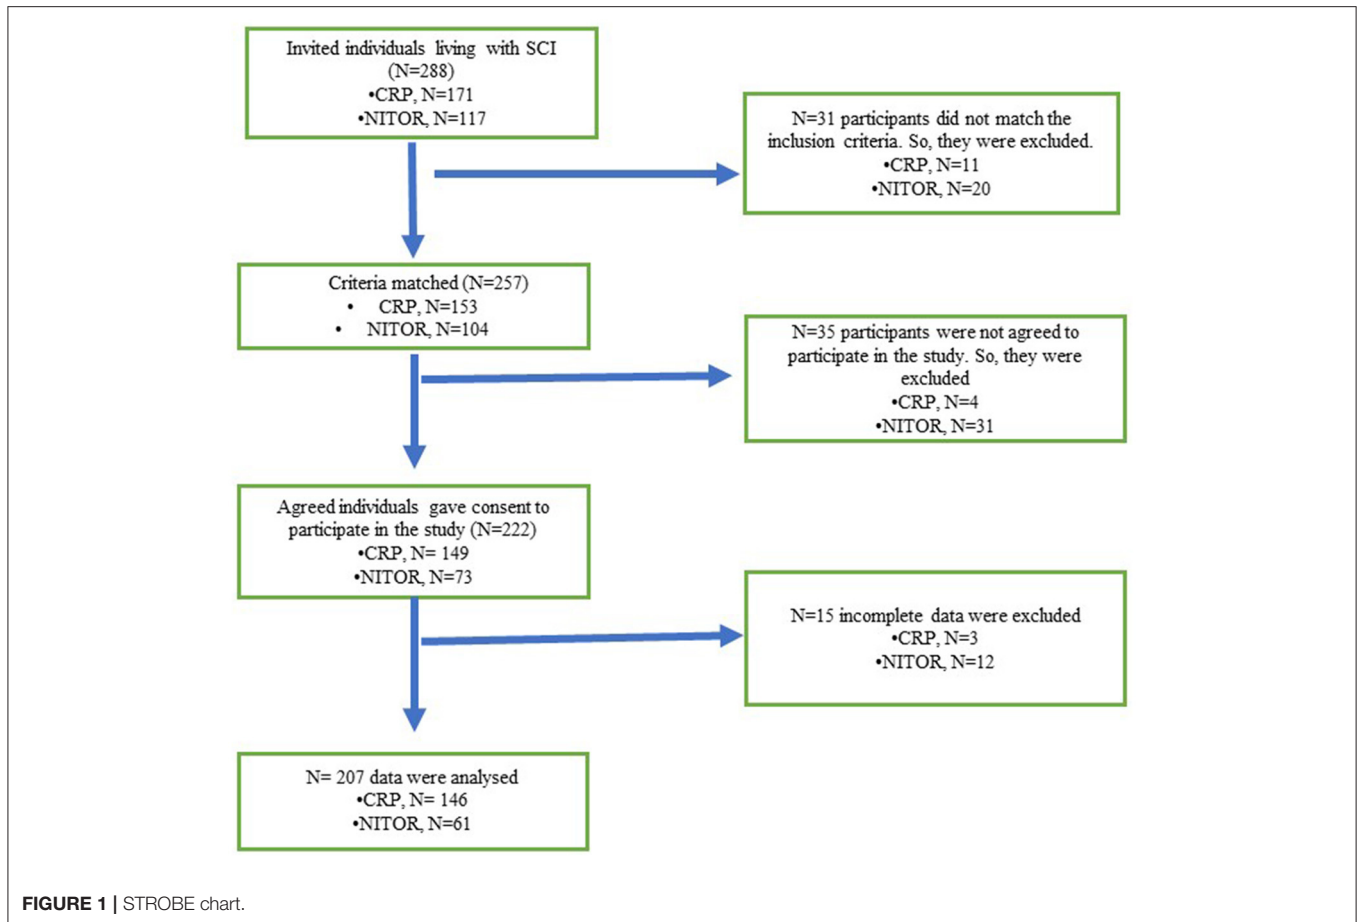 Invited individuals living with SCI
(N=288)
•CRP, N=171
•NITOR, N=117
N=31 participants did not match the
inclusion criteria. So, they were excluded.
•CRP, N=11
•NITOR, N=20
Criteria matched (N=257)
• CRP, N=153
• NITOR, N=104
N=35 participants were not agreed to
participate in the study. So, they were
excluded
•CRP, N=4
•NITOR, N=31
Agreed individuals gave consent to
participate in the study (N=222)
•CRP, N= 149
•NITOR, N=73
N=15 incomplete data were excluded
•CRP, N=3
•NITOR, N=12
N= 207 data were analysed
•CRP, N= 146
•NITOR, N=61
FIGURE 1 | STROBE chart.